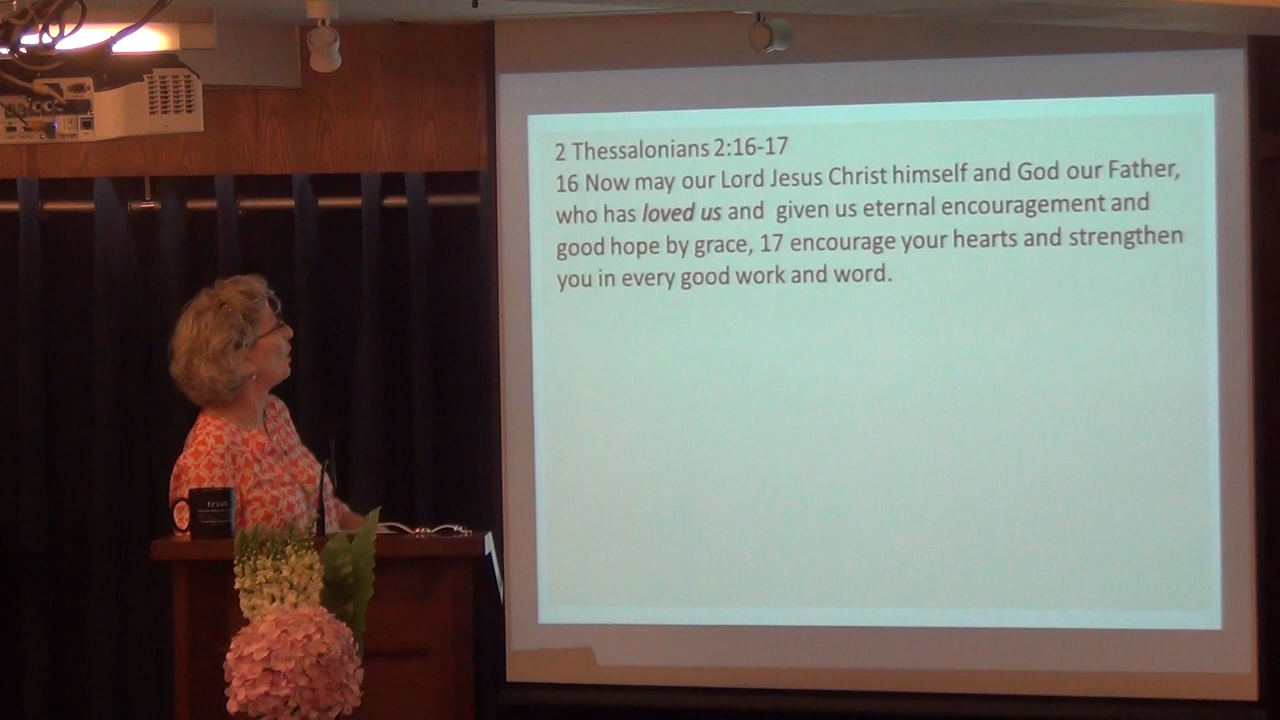 2 Thessalonians 2:16-17
16 Now may our Lord Jesus Christ himself and God our Father,
who has loved us and given us eternal encouragement and
good hope by grace, 17 encourage your hearts and strengthen
you in every good work and word.